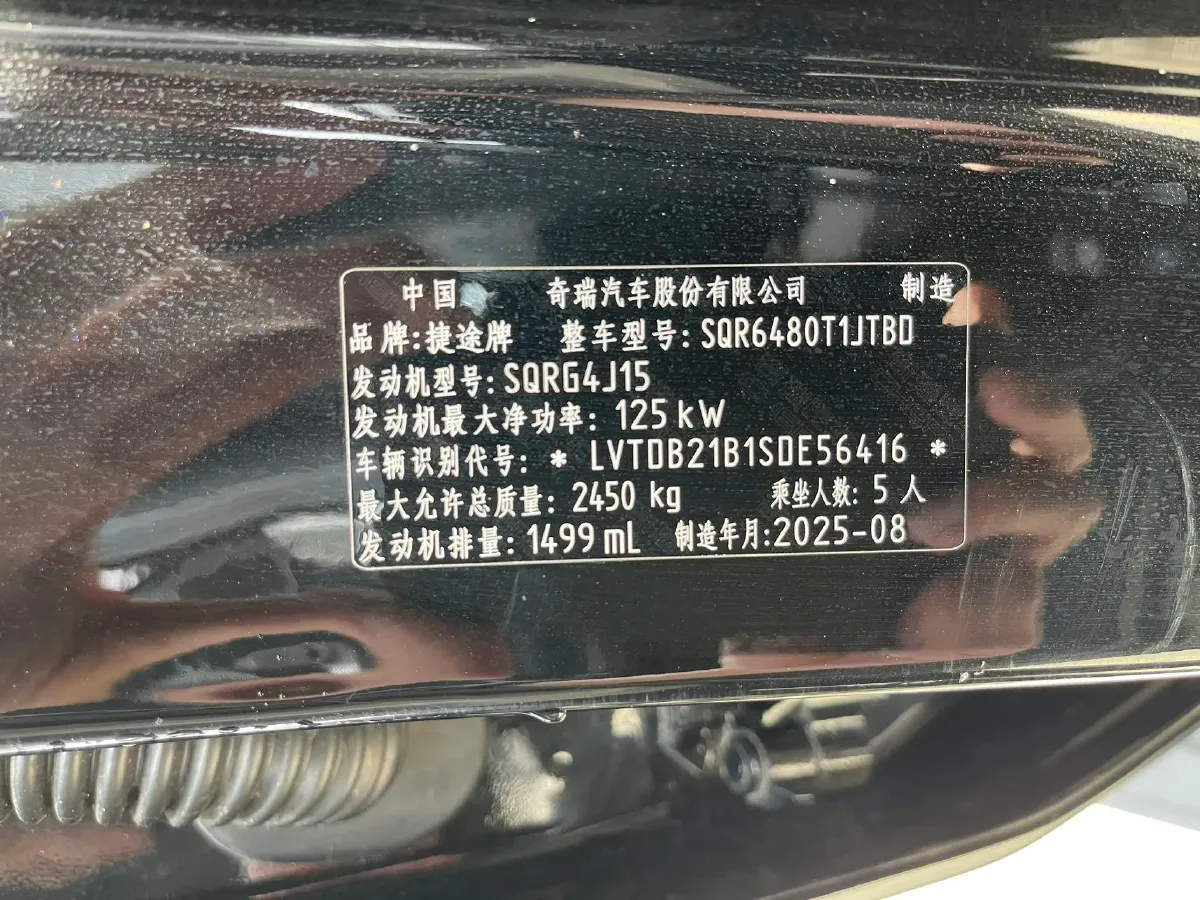 中国 奇瑞汽车股份有限公司 制造
品牌:捷途牌 整车型号:SQR6480T1JTBD
发动机型号:SQRG4J15
发动机最大净功率: 125 kW
车辆识别代号: * LVTDB21B1SDE56416 *
最大允许总质量: 2450 kg 乘坐人数: 5 人
发动机排量: 1499 mL 制造年月:2025-08